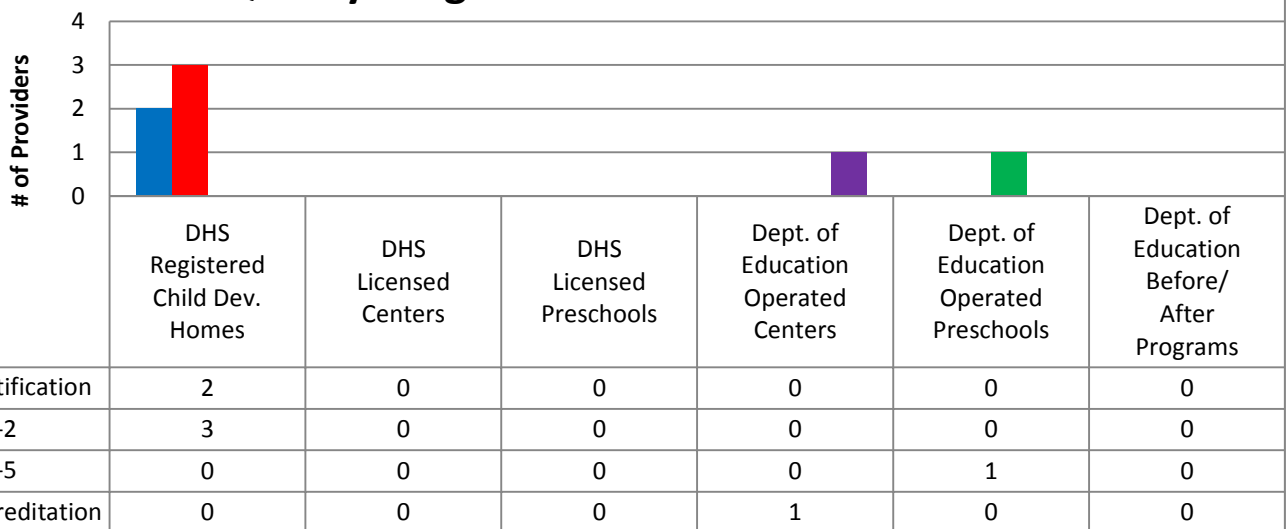 4
3
2
1
0
# of Providers
DHS
Registered
Child Dev.
Homes
DHS
Licensed
Centers
DHS
Licensed
Preschools
Dept. of
Education
Operated
Centers
Dept. of
Education
Operated
Preschools
Dept. of
Education
Before/
After
Programs
tification 2 0 0 0 0 0
-2 3 0 0 0 0 0
-5 0 0 0 0 1 0
reditation 0 0 0 1 0 0